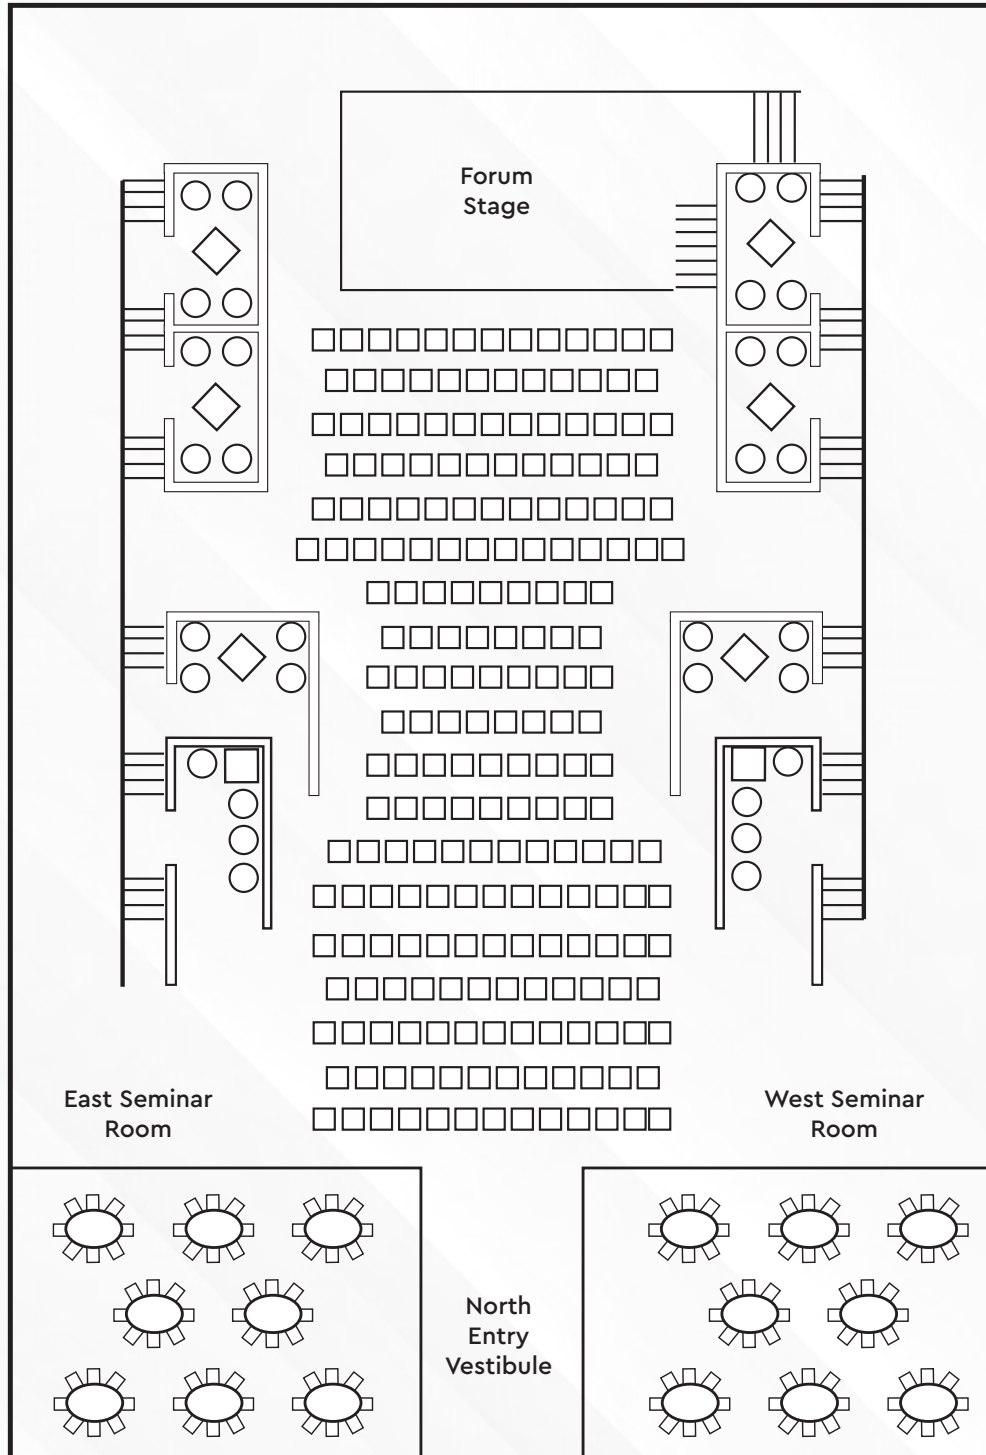 Forum
Stage
East Seminar
Room
West Seminar
Room
North
Entry
Vestibule